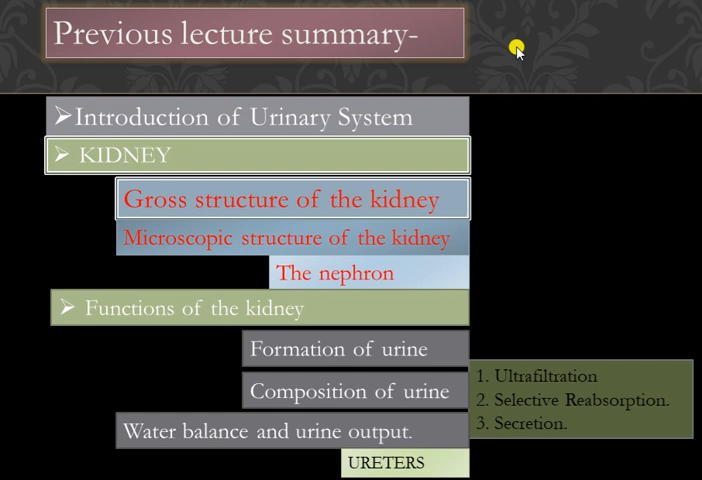 Previous lecture summary-
➢Introduction of Urinary System
➢ KIDNEY
Gross structure of the kidney
Microscopic structure of the kidney
The nephron
➢ Functions of the kidney
Formation of urine
Composition of urine
1. Ultrafiltration
2. Selective Reabsorption.
3. Secretion.
Water balance and urine output.
URETERS